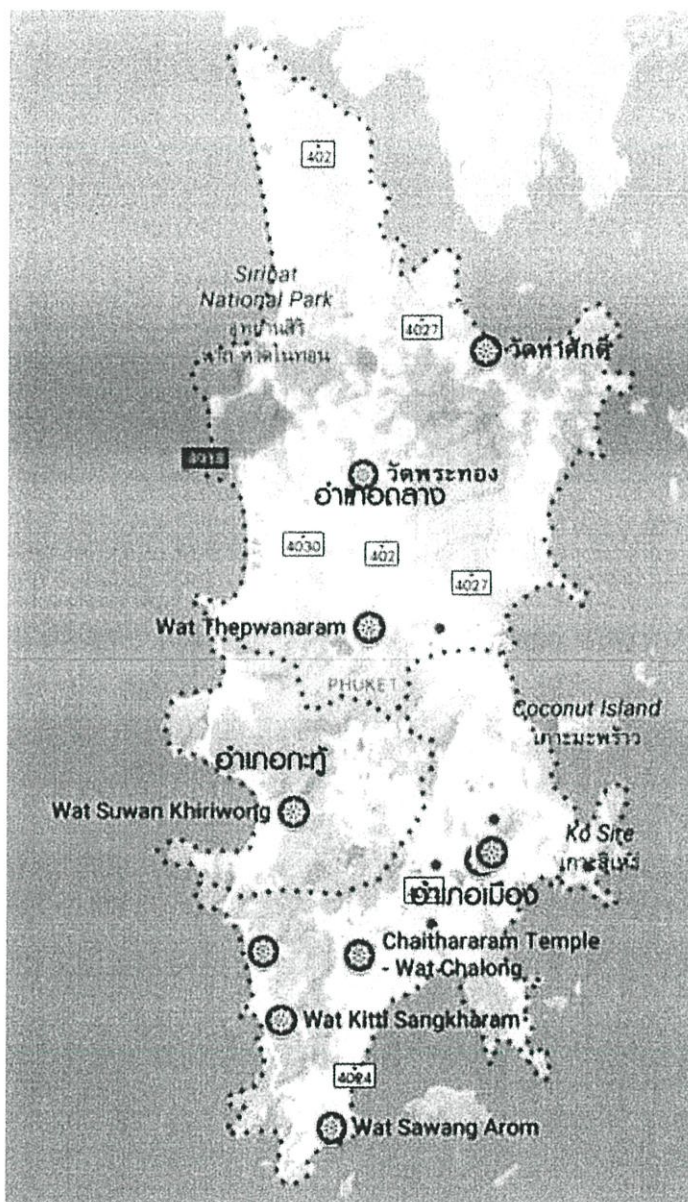 402
Sirinat
National Park
4027
วัดท่าศักดิ์
4018
วัดพระทอง
อำเภอถลาง
4030
402
4027
Wat Thepwanaram
PHUKET
Coconut Island
เกาะมะพร้าว
อำเภอกะทู้
Wat Suwan Khiriwong
Ko Sire
อำเภอเมือง
Chaithararam Temple
- Wat Chalong
Wat Kitti Sangkharam
4024
Wat Sawang Arom